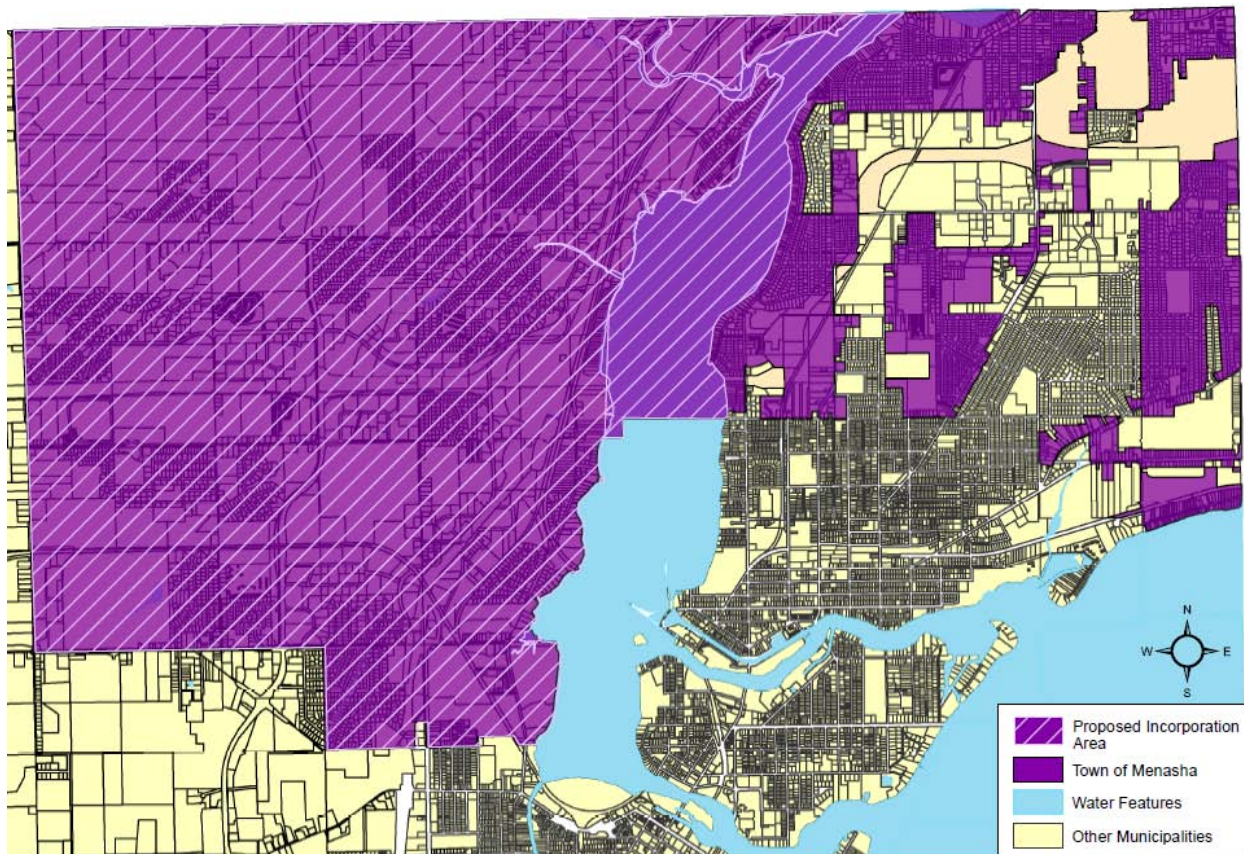 N
W E
S
Proposed Incorporation
Area
Town of Menasha
Water Features
Other Municipalities